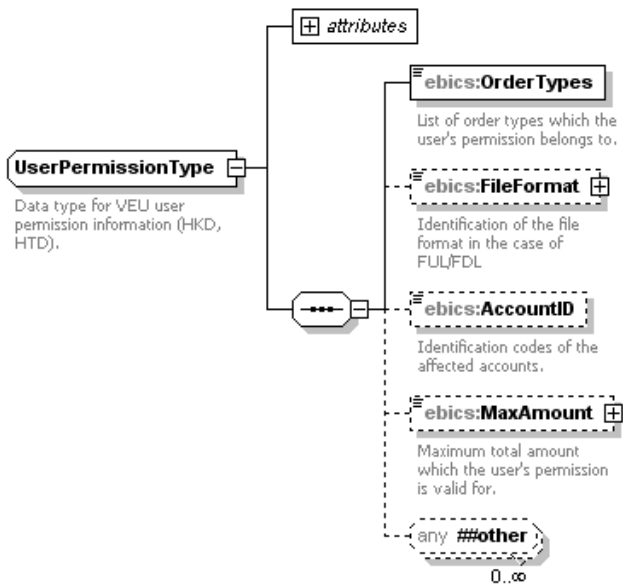 attributes
ebics:OrderTypes
List of order types which the
user's permission belongs to.
UserPermissionType
Data type for VEU user
permission information (HKD,
HTD).
ebics:FileFormat
Identification of the file
format in the case of
FUL/FDL
ebics:AccountID
Identification codes of the
affected accounts.
ebics:MaxAmount
Maximum total amount
which the user's permission
is valid for.
any ##other
0..∞